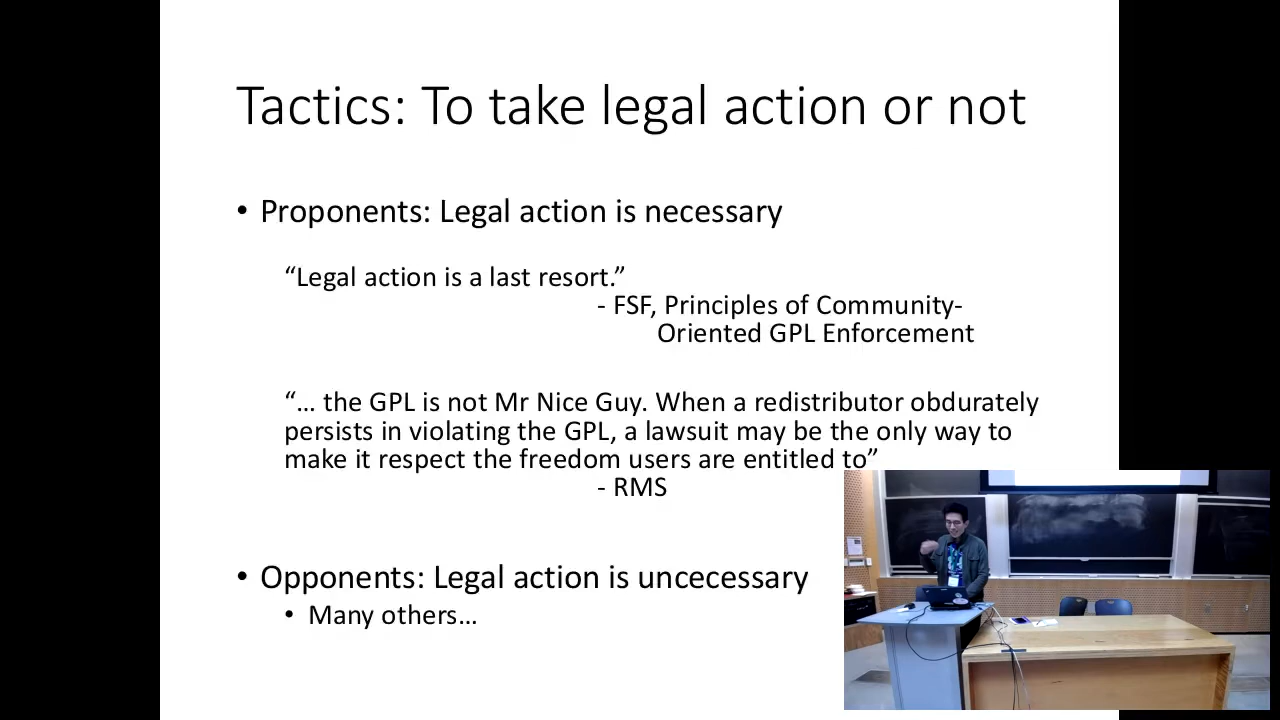 Tactics: To take legal action or not
• Proponents: Legal action is necessary
“Legal action is a last resort.”
- FSF, Principles of Community-
Oriented GPL Enforcement
“… the GPL is not Mr Nice Guy. When a redistributor obdurately
persists in violating the GPL, a lawsuit may be the only way to
make it respect the freedom users are entitled to”
- RMS
• Opponents: Legal action is uncecessary
• Many others…